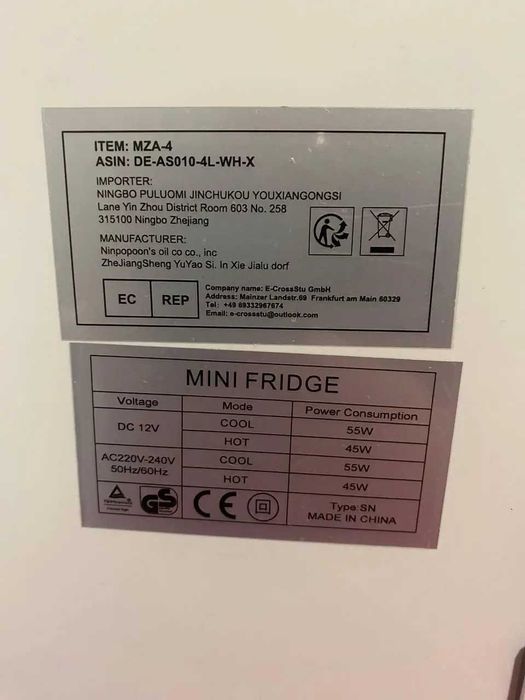 ITEM: MZA-4
ASIN: DE-AS010-4L-WH-X
IMPORTER:
NINGBO PULUOMI JINCHUKOU YOUXIANGONGSI
Lane Yin Zhou District Room 603 No. 258
315100 Ningbo Zhejiang
MANUFACTURER:
Ninpopoon's oil co co., inc
ZheJiangSheng YuYao Si. In Xie Jialu dorf
EC REP
Company name: E-CrossStu GmbH
Address: Mainzer Landstr.69 Frankfurt am Main 60329
Tel: +49 69332967674
Email: e-crossstu@outlook.com
MINI FRIDGE
Voltage Mode Power Consumption
DC 12V COOL 55W
HOT 45W
AC220V-240V 50Hz/60Hz COOL 55W
HOT 45W
GS CE Type:SN
MADE IN CHINA